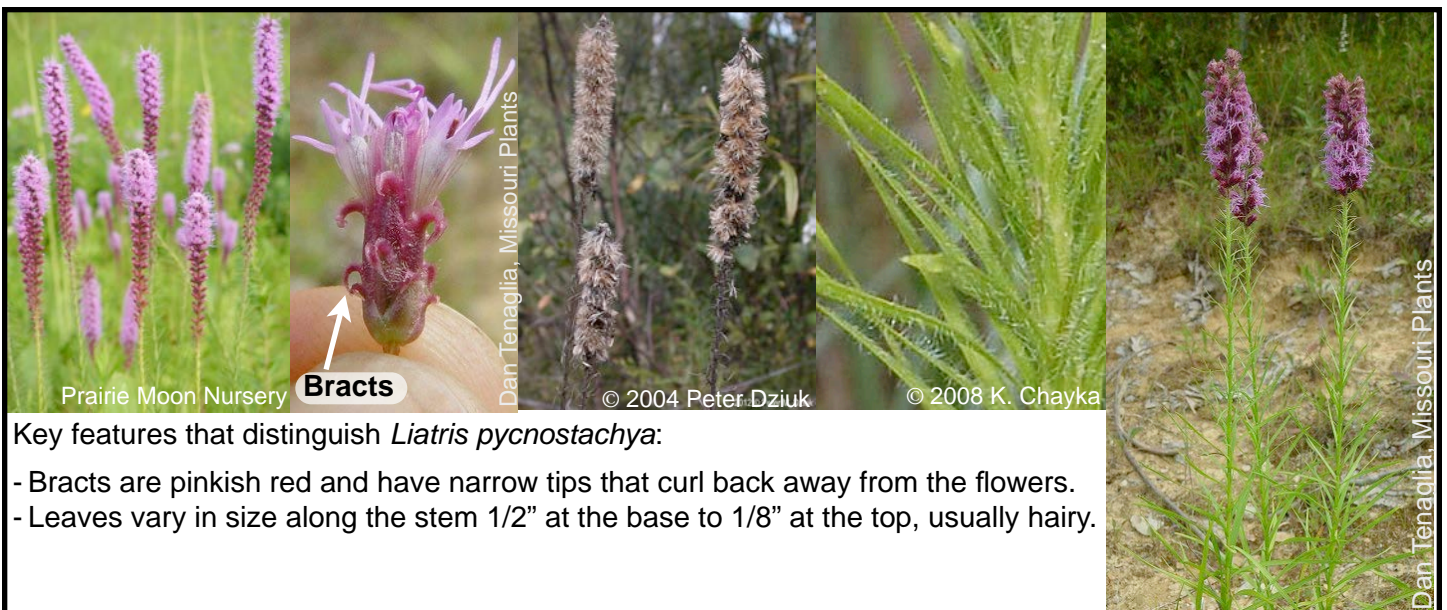 Prairie Moon Nursery
Bracts
Dan Tenaglia, Missouri Plants
© 2004 Peter Dziuk
© 2008 K. Chayka
Dan Tenaglia, Missouri Plants
Key features that distinguish Liatris pycnostachya:
- Bracts are pinkish red and have narrow tips that curl back away from the flowers.
- Leaves vary in size along the stem 1/2” at the base to 1/8” at the top, usually hairy.